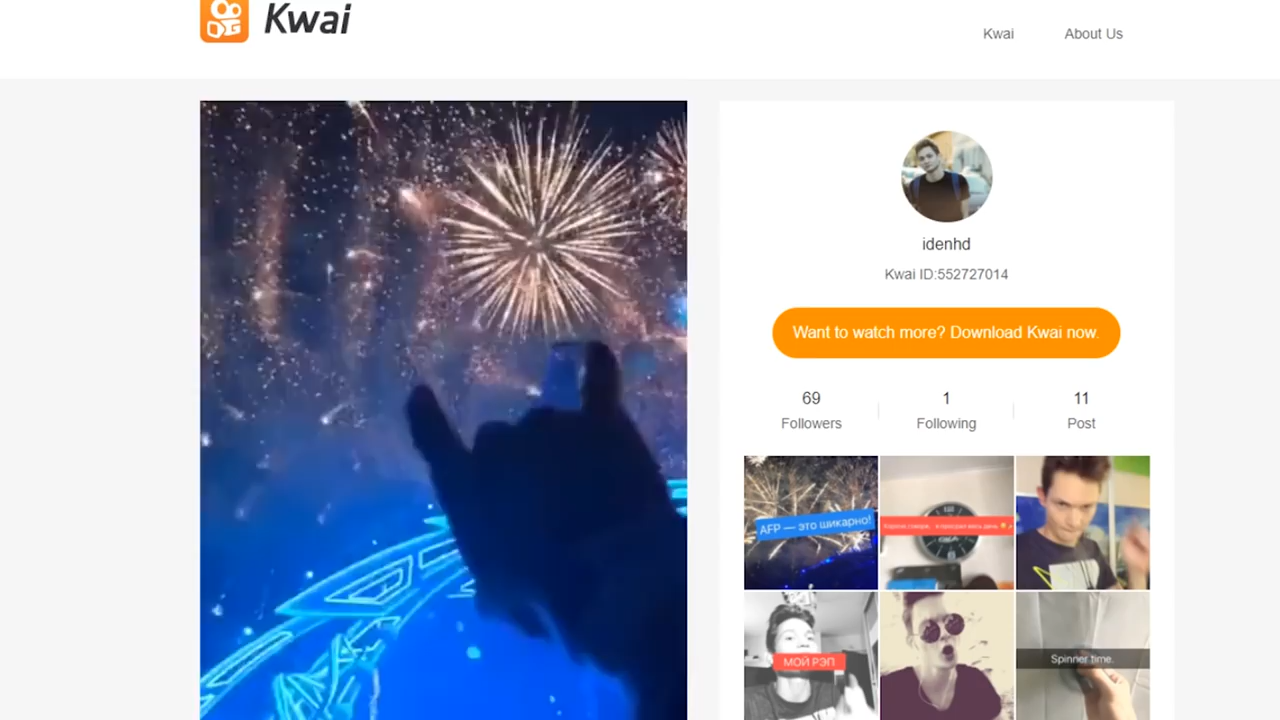 Kwai
Kwai
About Us
idenhd
Kwai ID:552727014
Want to watch more? Download Kwai now.
69
Followers
1
Following
11
Post
AFP — это шикарно!
МОЙ РЭП
Spinner time.